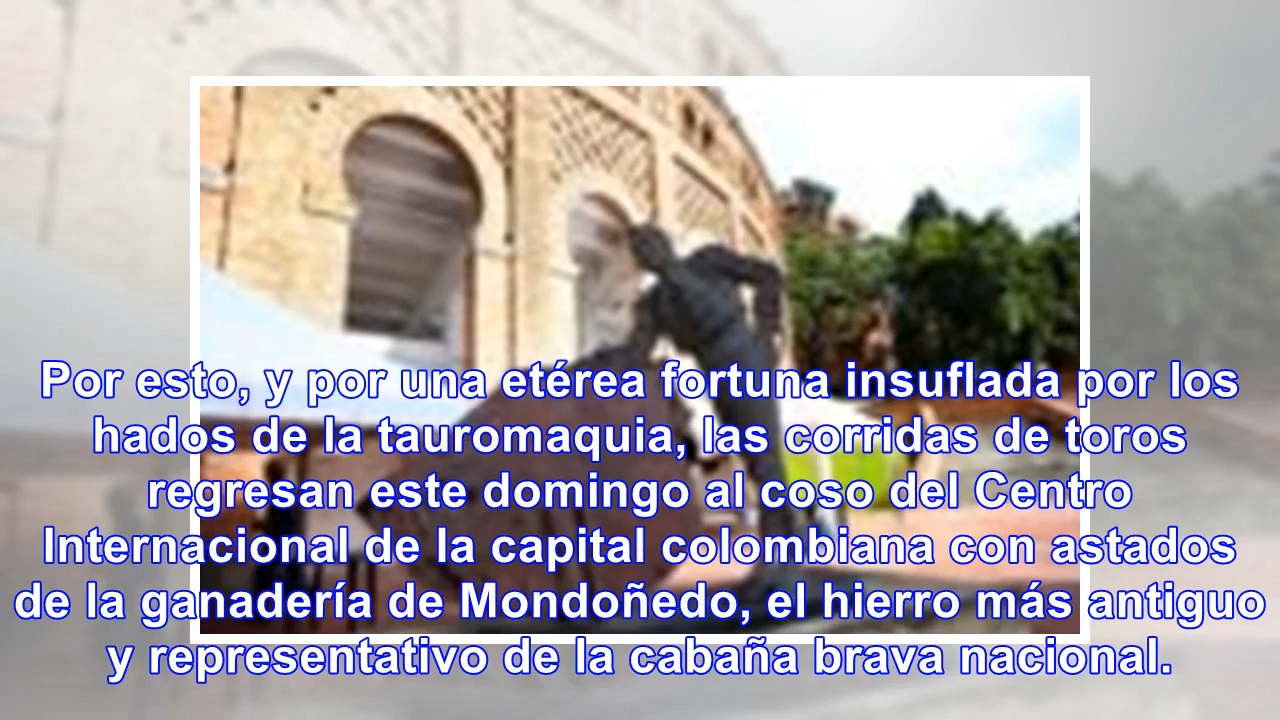 Por esto, y por una etérea fortuna insuflada por los
hados de la tauromaquia, las corridas de toros
regresan este domingo al coso del Centro
Internacional de la capital colombiana con astados
de la ganadería de Mondoñedo, el hierro más antiguo
y representativo de la cabaña brava nacional.